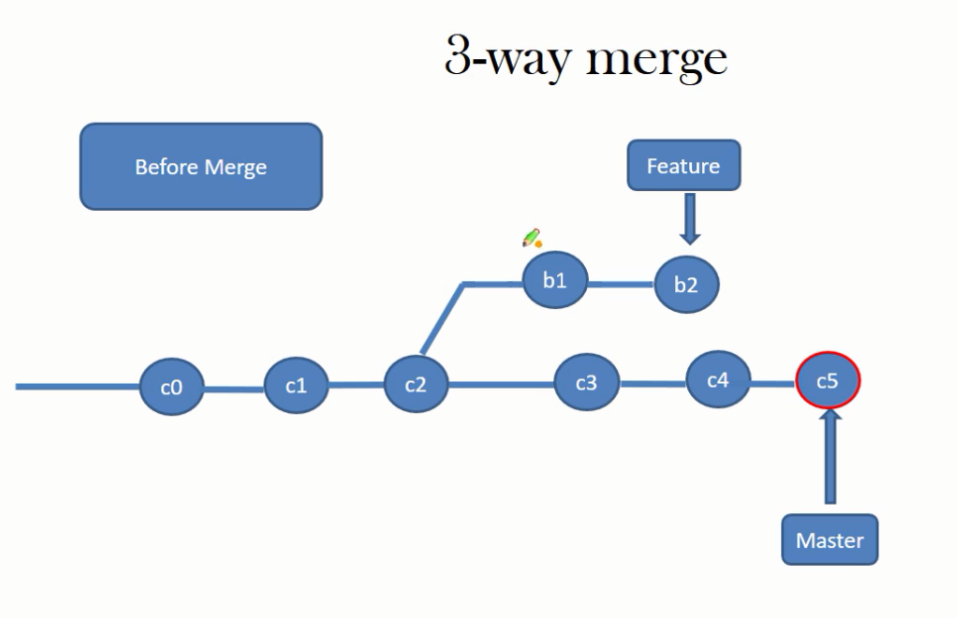 3-way merge
Before Merge
Feature
b1
b2
c0
c1
c2
c3
c4
c5
Master